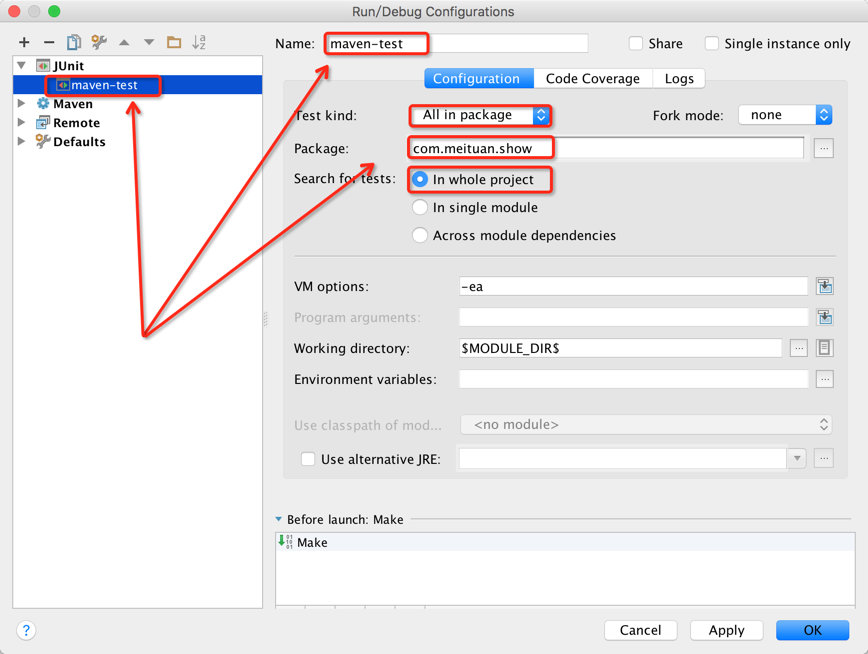 Run/Debug Configurations
Name: maven-test
Share
Single instance only
JUnit
maven-test
Maven
Remote
Defaults
Configuration
Code Coverage
Logs
Test kind: All in package
Fork mode: none
Package: com.meituan.show
Search for tests: In whole project
In single module
Across module dependencies
VM options: -ea
Program arguments:
Working directory: $MODULE_DIR$
Environment variables:
Use classpath of mod... <no module>
Use alternative JRE:
Before launch: Make
Make
?
Cancel
Apply
OK